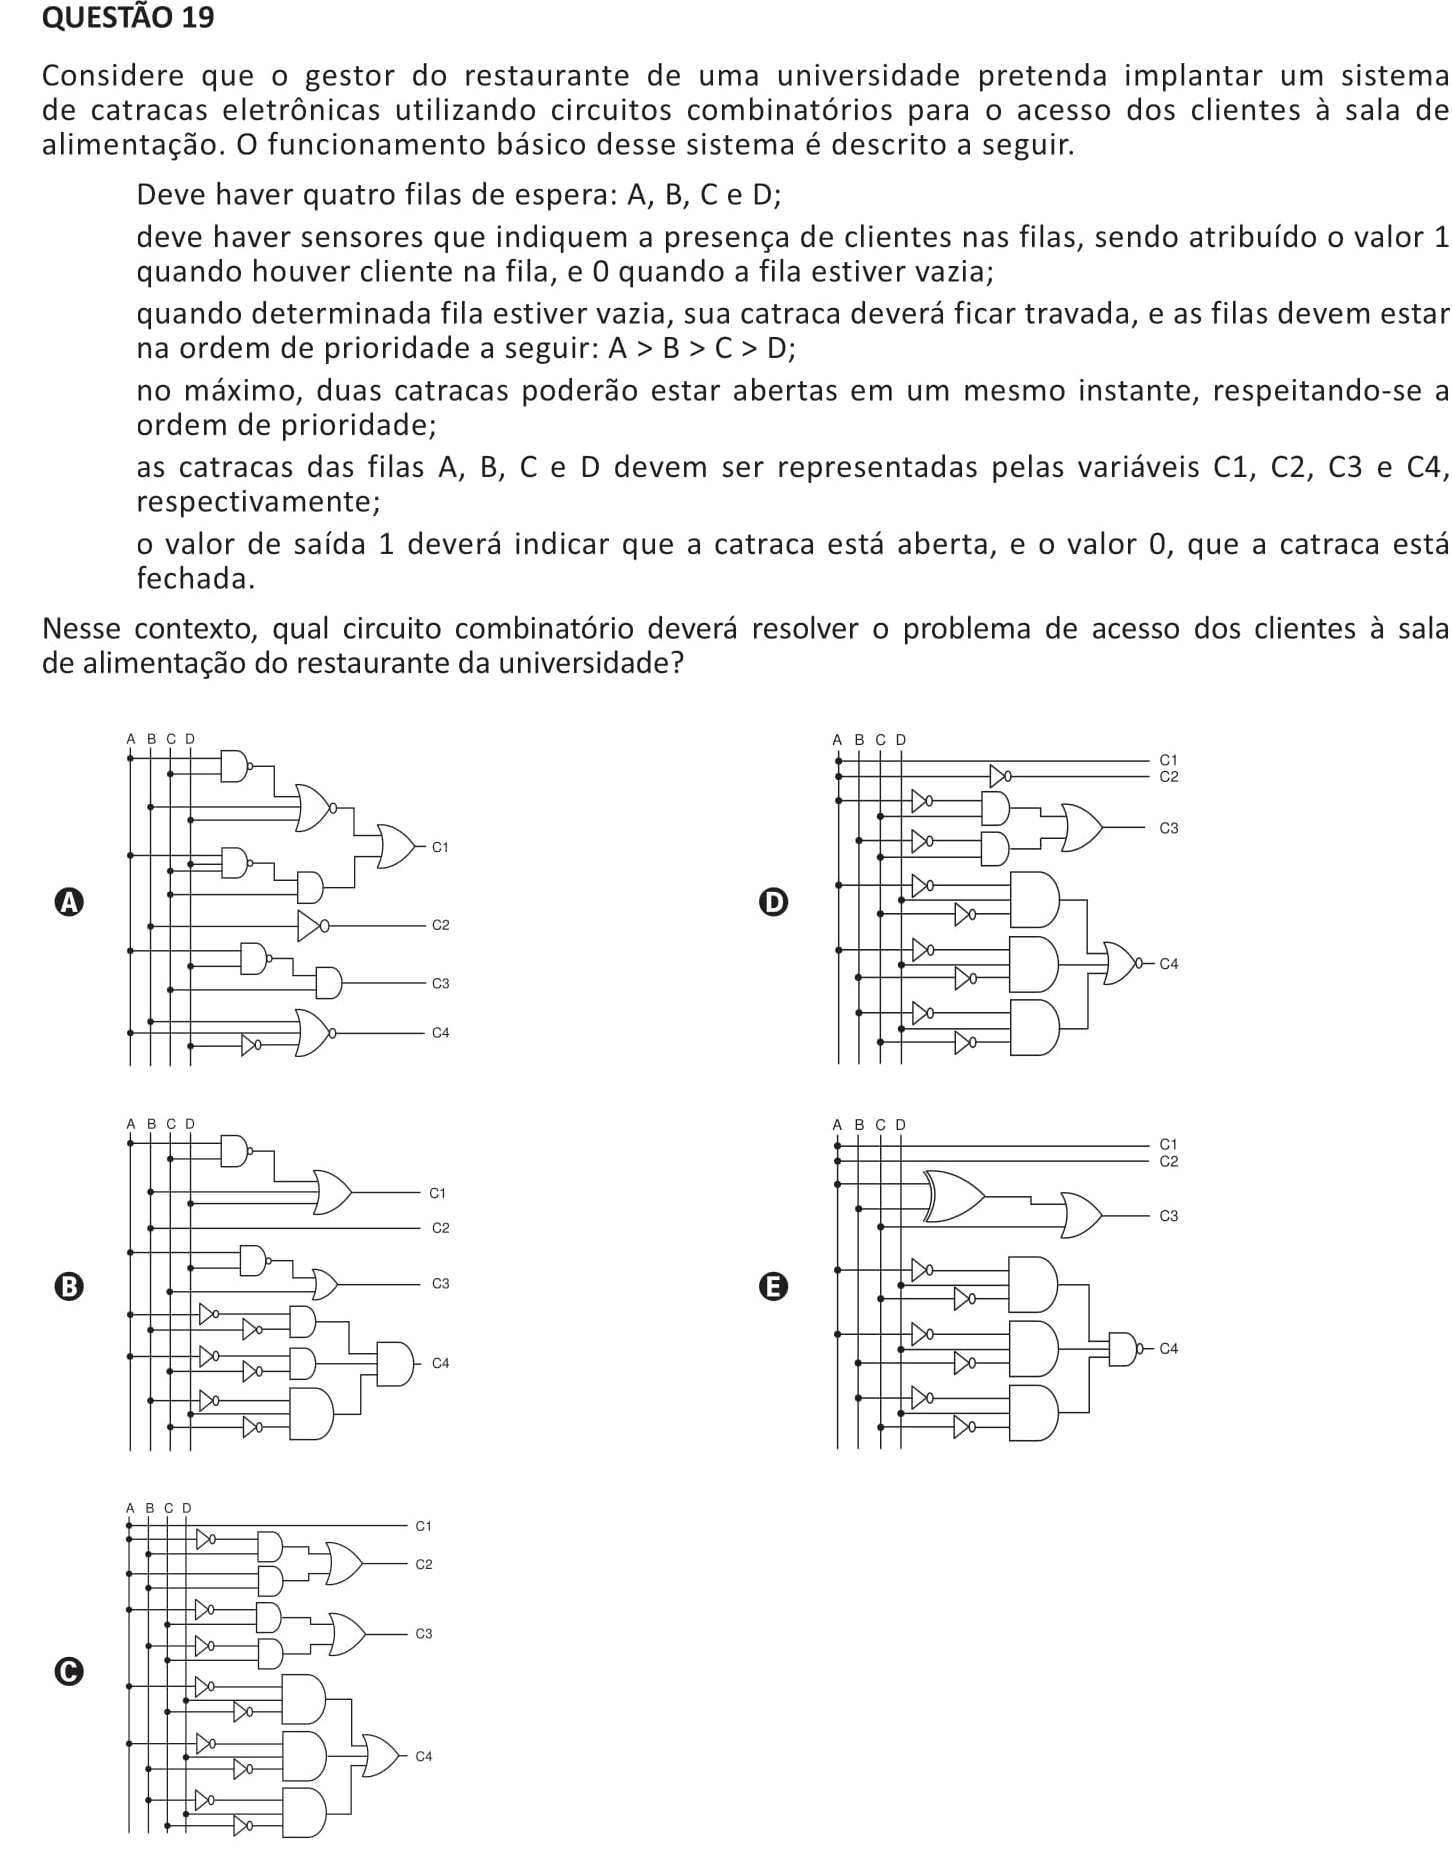 QUESTÃO 19
Considere que o gestor do restaurante de uma universidade pretenda implantar um sistema
de catracas eletrônicas utilizando circuitos combinatórios para o acesso dos clientes à sala de
alimentação. O funcionamento básico desse sistema é descrito a seguir.
Deve haver quatro filas de espera: A, B, C e D;
deve haver sensores que indiquem a presença de clientes nas filas, sendo atribuído o valor 1
quando houver cliente na fila, e 0 quando a fila estiver vazia;
quando determinada fila estiver vazia, sua catraca deverá ficar travada, e as filas devem estar
na ordem de prioridade a seguir: A > B > C > D;
no máximo, duas catracas poderão estar abertas em um mesmo instante, respeitando-se a
ordem de prioridade;
as catracas das filas A, B, C e D devem ser representadas pelas variáveis C1, C2, C3 e C4,
respectivamente;
o valor de saída 1 deverá indicar que a catraca está aberta, e o valor 0, que a catraca está
fechada.
Nesse contexto, qual circuito combinatório deverá resolver o problema de acesso dos clientes à sala
de alimentação do restaurante da universidade?
A B C D
C1
A
C2
C3
C4
A B C D
C1
C2
B
C3
C4
A B C D
C1
C2
C3
C
C4
A B C D
C1
C2
C3
D
C4
A B C D
C1
C2
C3
E
C4